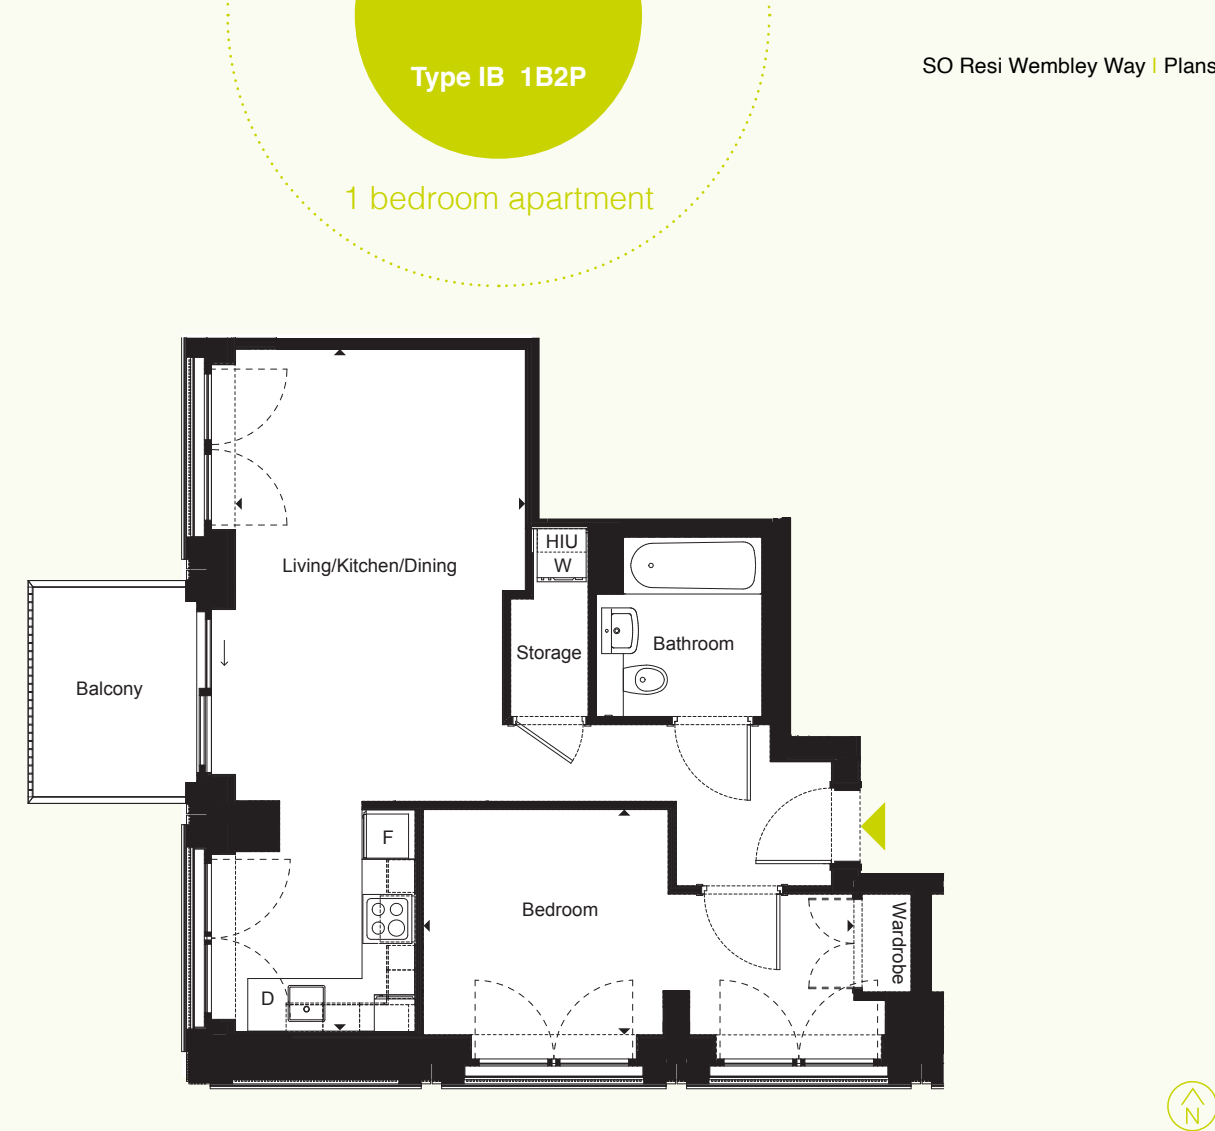 Type IB 1B2P
SO Resi Wembley Way | Plans
1 bedroom apartment
HIU
W
Living/Kitchen/Dining
Storage
Bathroom
Balcony
F
Bedroom
Wardrobe
D
N